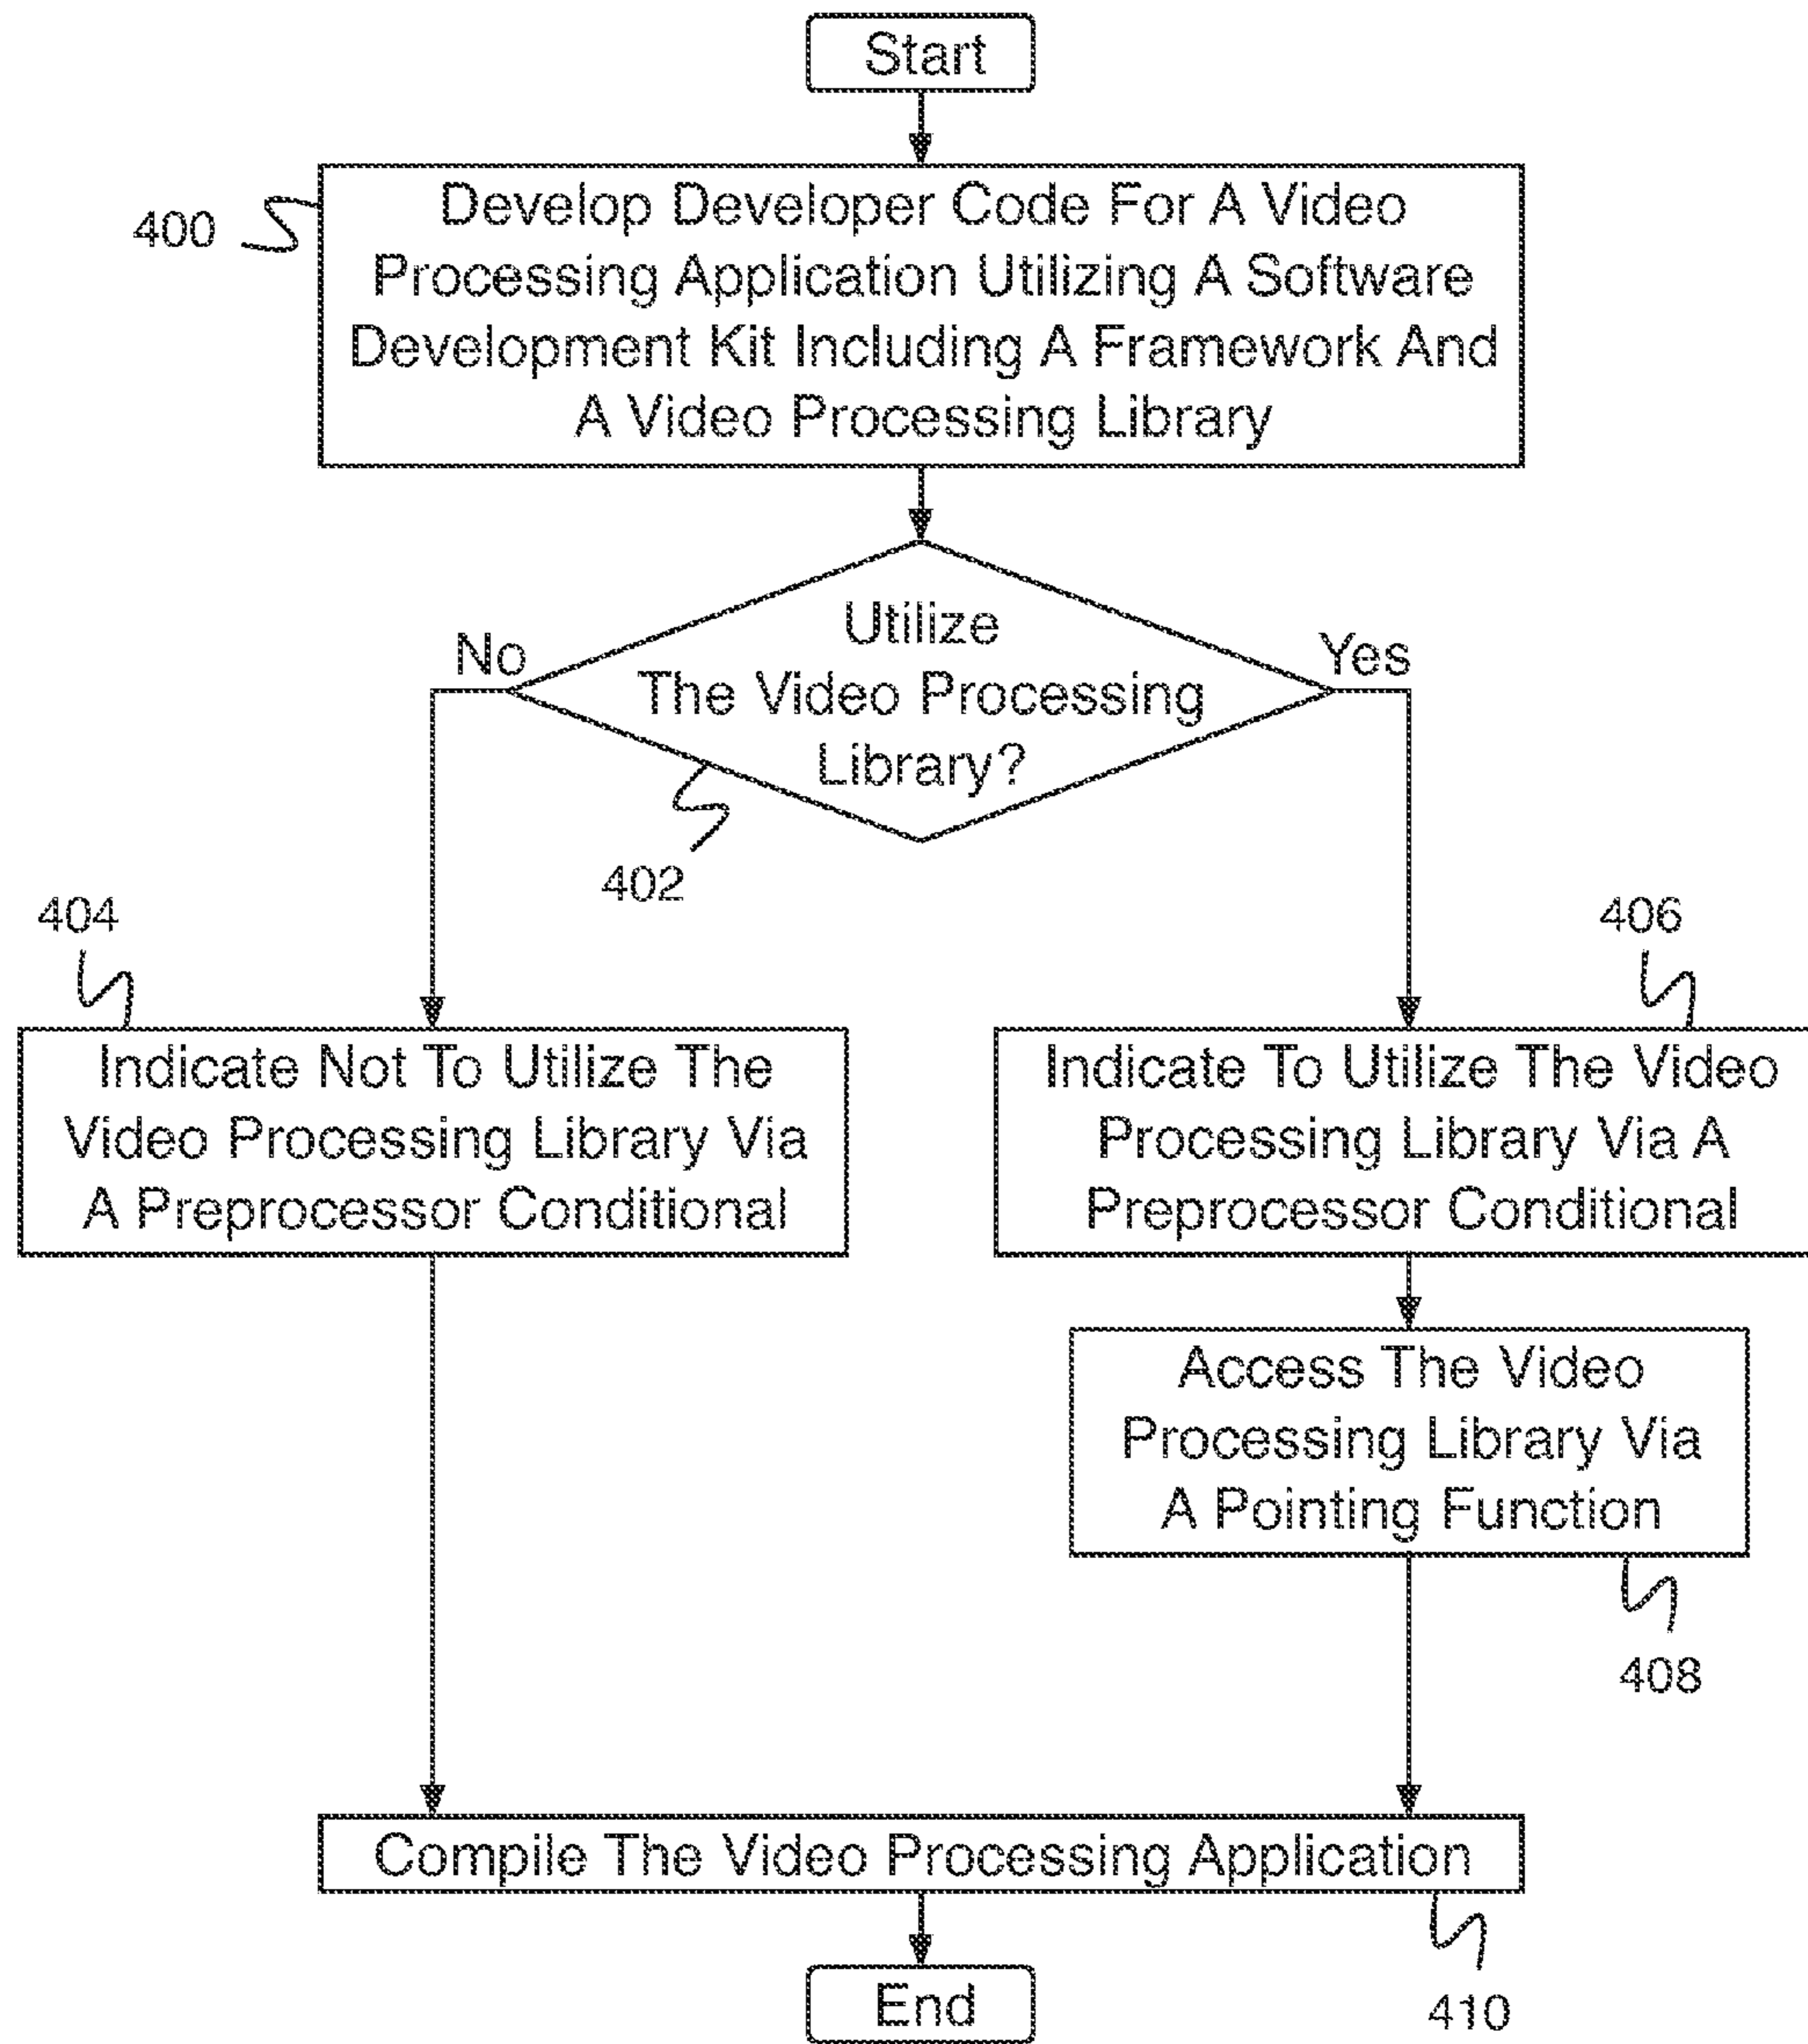 Start
400
Develop Developer Code For A Video
Processing Application Utilizing A Software
Development Kit Including A Framework And
A Video Processing Library
Utilize
The Video Processing
Library?
No
Yes
402
404
Indicate Not To Utilize The
Video Processing Library Via
A Preprocessor Conditional
406
Indicate To Utilize The Video
Processing Library Via A
Preprocessor Conditional
Access The Video
Processing Library Via
A Pointing Function
408
Compile The Video Processing Application
410
End